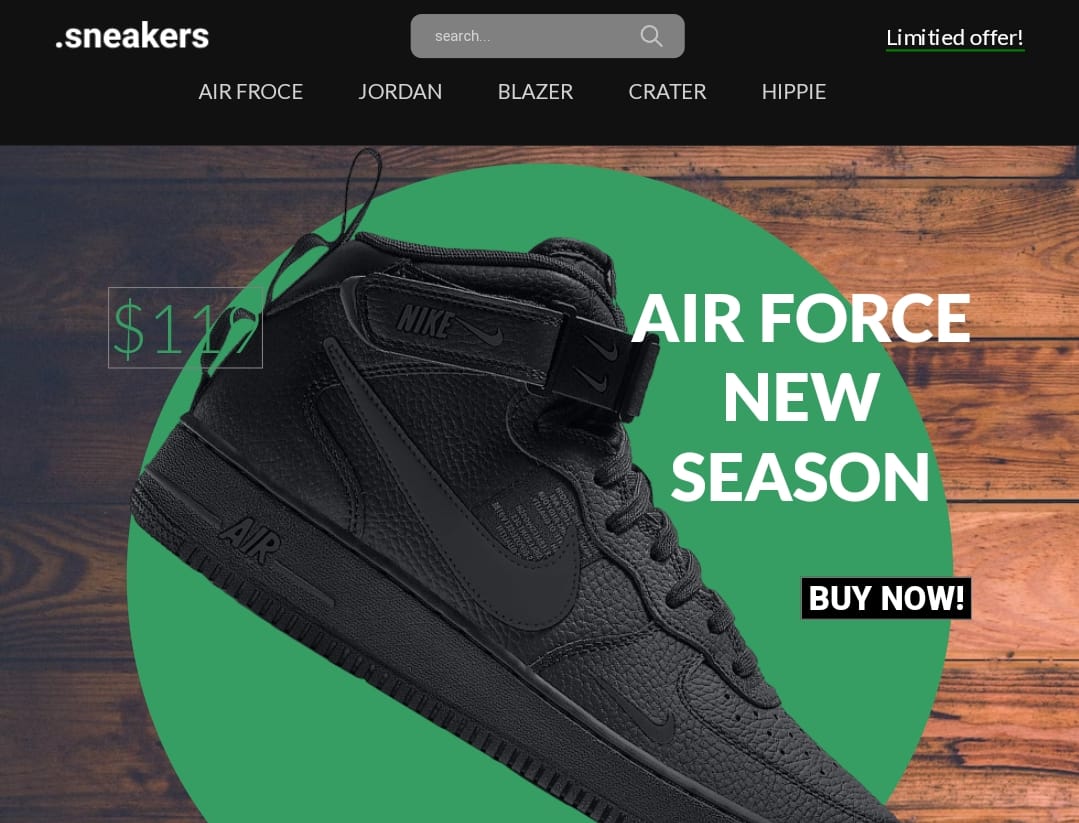 .sneakers
search...
Limitied offer!
AIR FROCE
JORDAN
BLAZER
CRATER
HIPPIE
$119
NIKE
AIR FORCE
NEW
SEASON
AIR
BUY NOW!